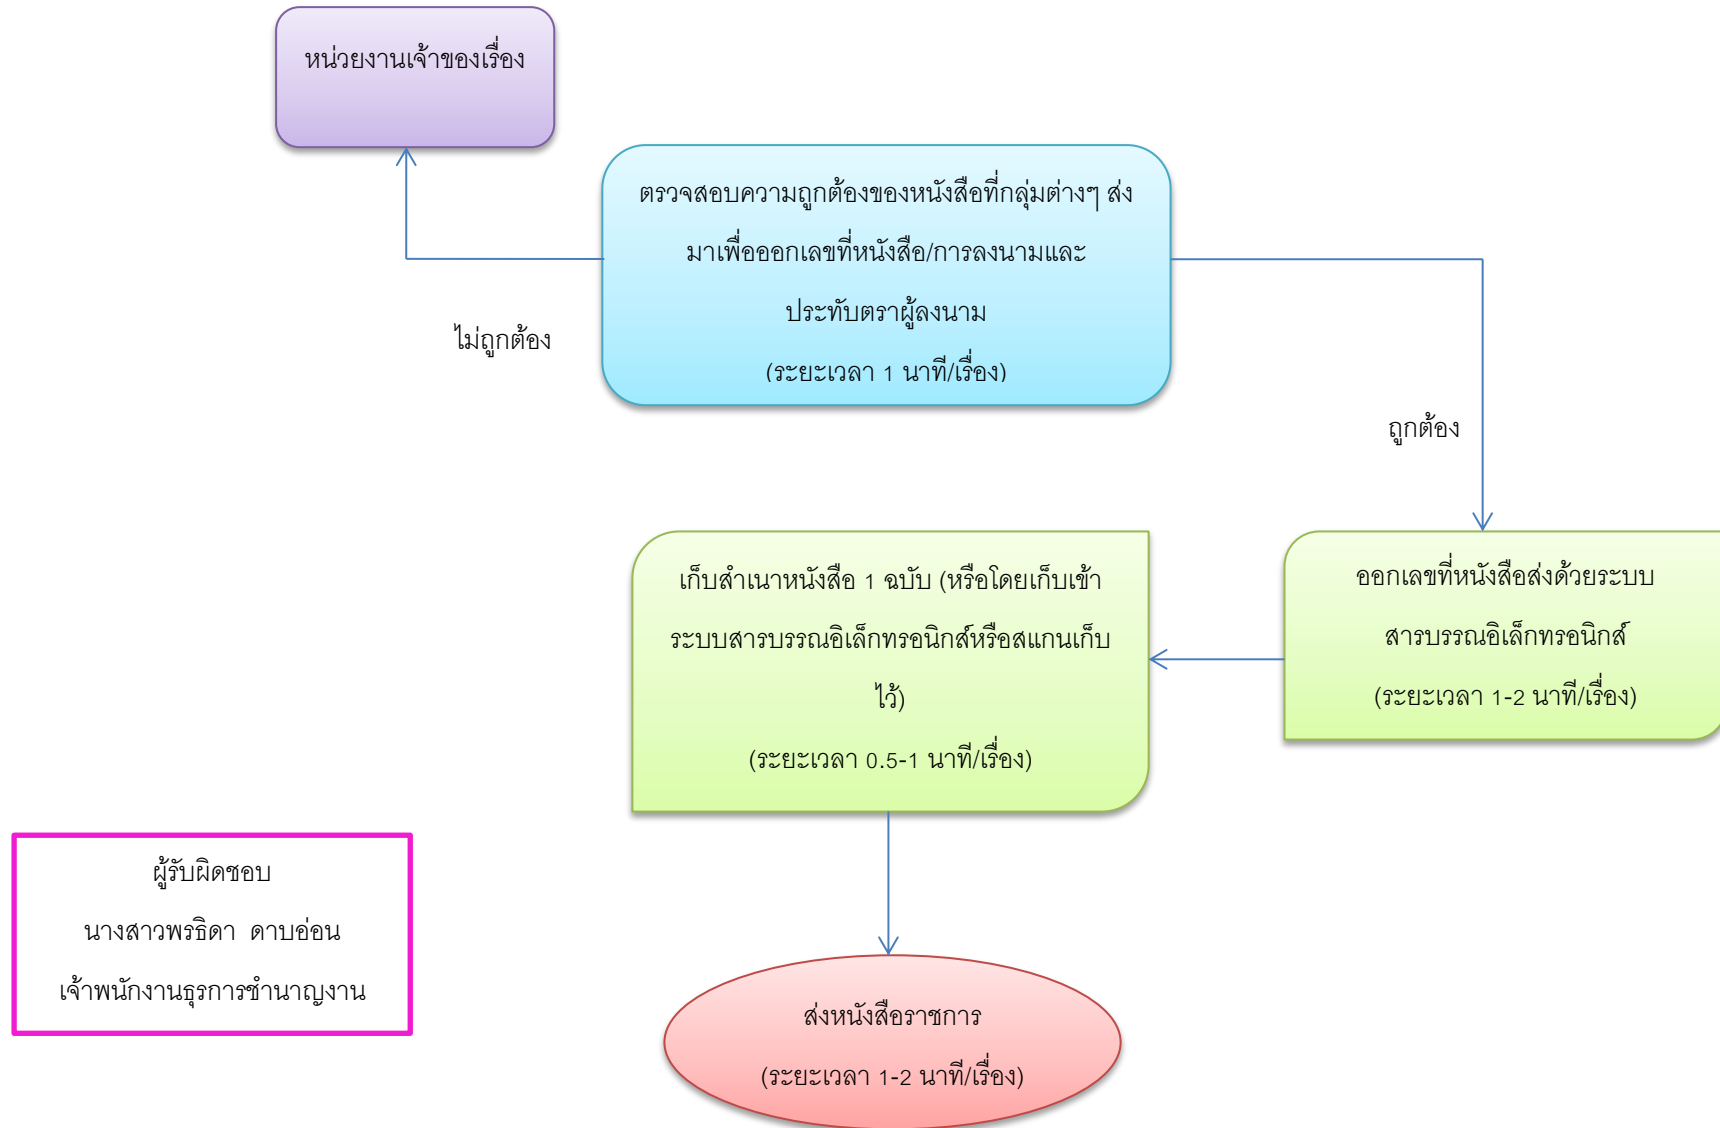 หน่วยงานเจ้าของเรื่อง
ตรวจสอบความถูกต้องของหนังสือที่กลุ่มต่างๆ ส่ง
มาเพื่อออกเลขที่หนังสือ/การลงนามและ
ประทับตราผู้ลงนาม
(ระยะเวลา 1 นาที/เรื่อง)
ไม่ถูกต้อง
ถูกต้อง
ออกเลขที่หนังสือส่งด้วยระบบ
สารบรรณอิเล็กทรอนิกส์
(ระยะเวลา 1-2 นาที/เรื่อง)
เก็บสำเนาหนังสือ 1 ฉบับ (หรือโดยเก็บเข้า
ระบบสารบรรณอิเล็กทรอนิกส์หรือสแกนเก็บ
ไว้)
(ระยะเวลา 0.5-1 นาที/เรื่อง)
ผู้รับผิดชอบ
นางสาวพรธิดา ดาบอ่อน
เจ้าพนักงานธุรการชำนาญงาน
ส่งหนังสือราชการ
(ระยะเวลา 1-2 นาที/เรื่อง)